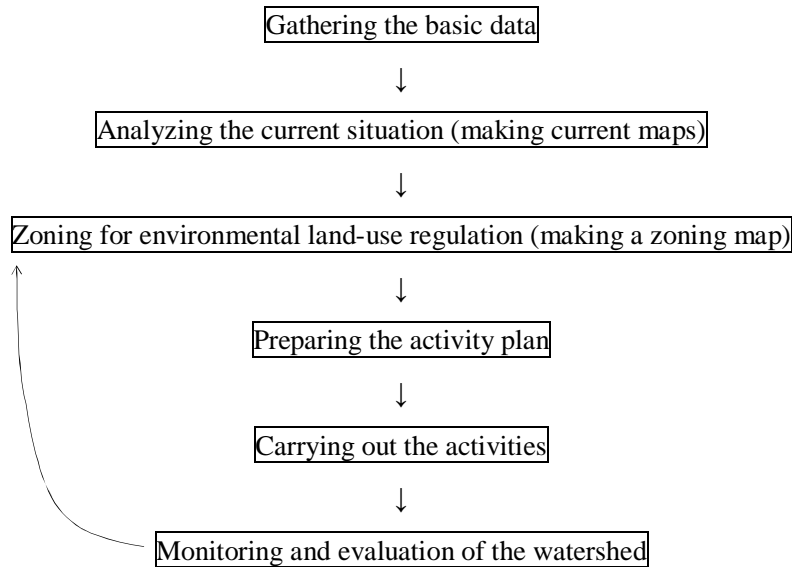 Gathering the basic data
↓
Analyzing the current situation (making current maps)
↓
Zoning for environmental land-use regulation (making a zoning map)
↓
Preparing the activity plan
↓
Carrying out the activities
↓
Monitoring and evaluation of the watershed